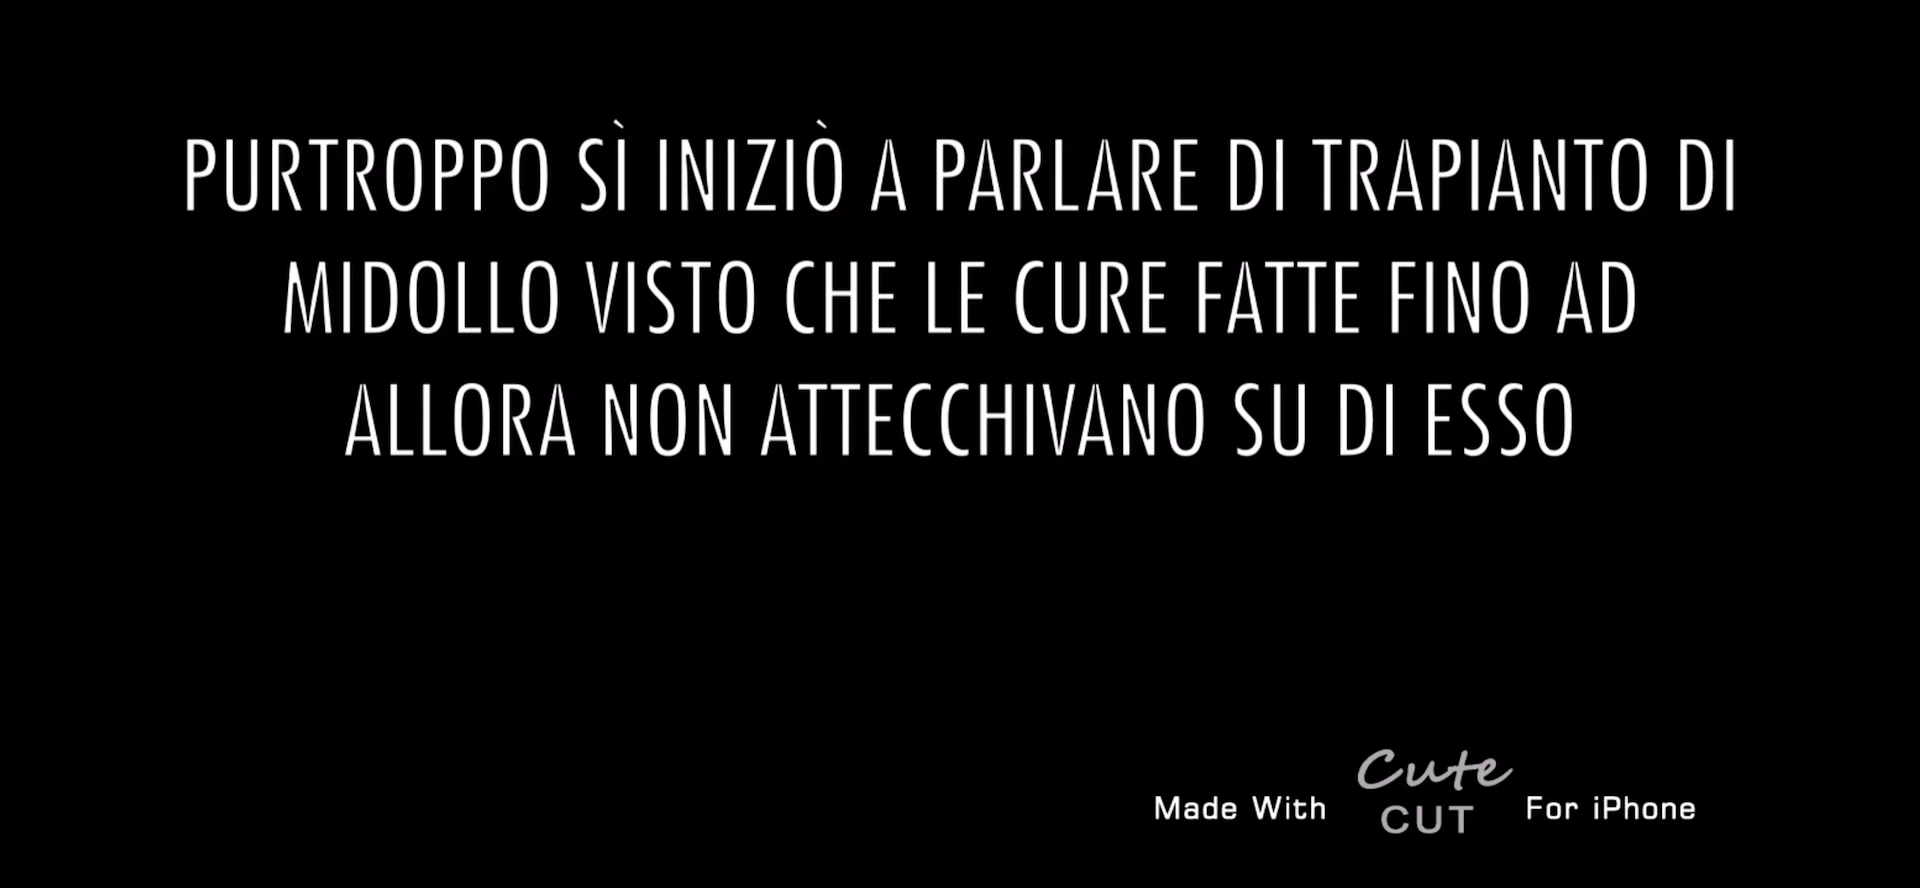 PURTROPPO SÌ INIZIÒ A PARLARE DI TRAPIANTO DI
MIDOLLO VISTO CHE LE CURE FATTE FINO AD
ALLORA NON ATTECCHIVANO SU DI ESSO
Made With Cute CUT For iPhone